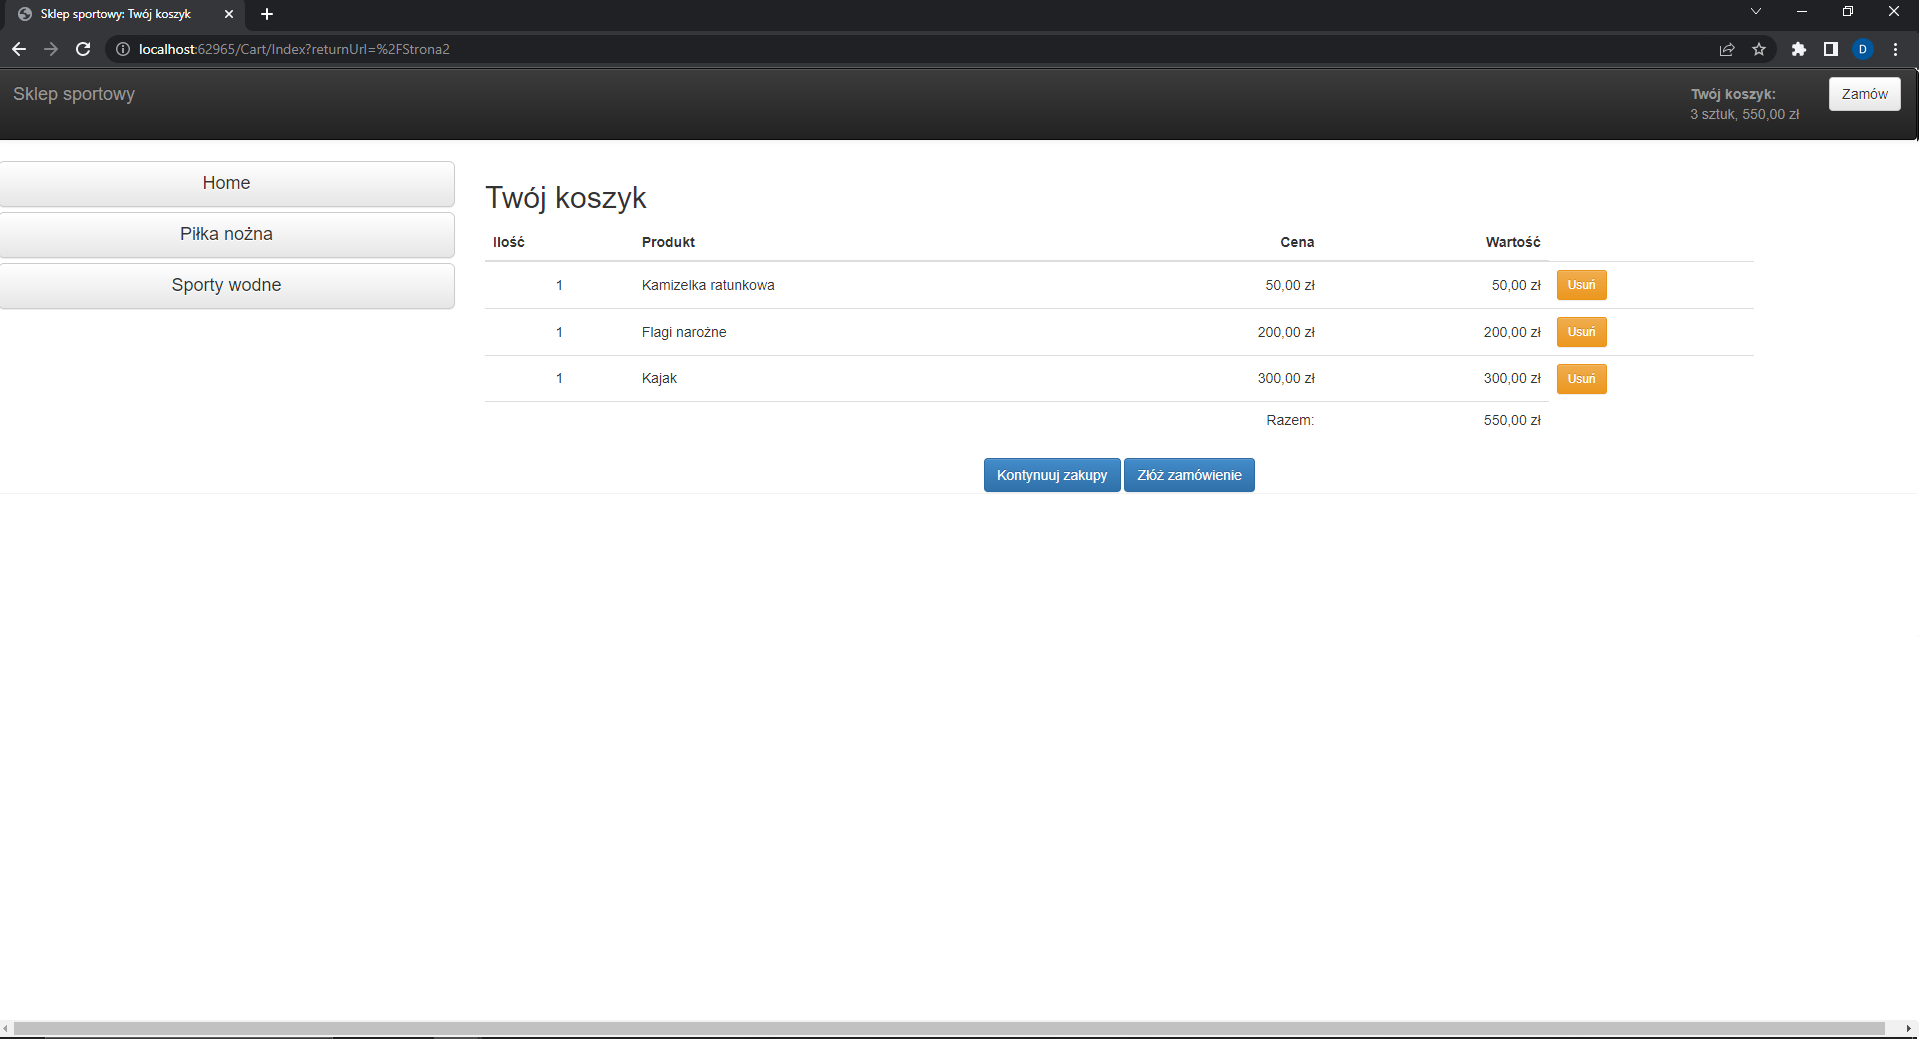 Sklep sportowy: Twój koszyk
localhost:62965/Cart/Index?returnUrl=%2FStrona2
D
Sklep sportowy
Twój koszyk:
3 sztuk, 550,00 zł
Zamów
Home
Piłka nożna
Sporty wodne
Twój koszyk
Ilość Produkt Cena Wartość
1 Kamizelka ratunkowa 50,00 zł 50,00 zł Usuń
1 Flagi narożne 200,00 zł 200,00 zł Usuń
1 Kajak 300,00 zł 300,00 zł Usuń
Razem: 550,00 zł
Kontynuuj zakupy Złóż zamówienie